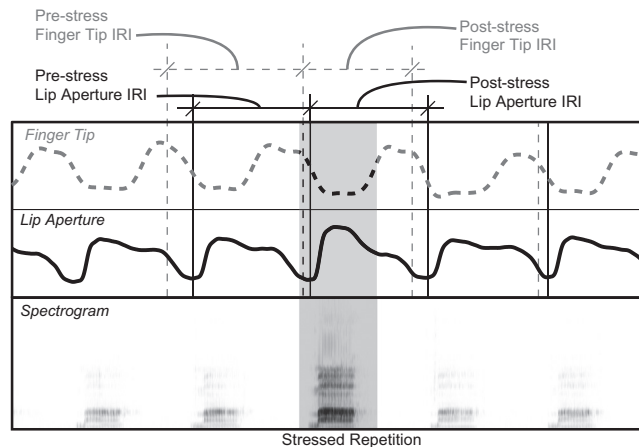 Pre-stress
Finger Tip IRI
Post-stress
Finger Tip IRI
Pre-stress
Lip Aperture IRI
Post-stress
Lip Aperture IRI
Finger Tip
Lip Aperture
Spectrogram
Stressed Repetition